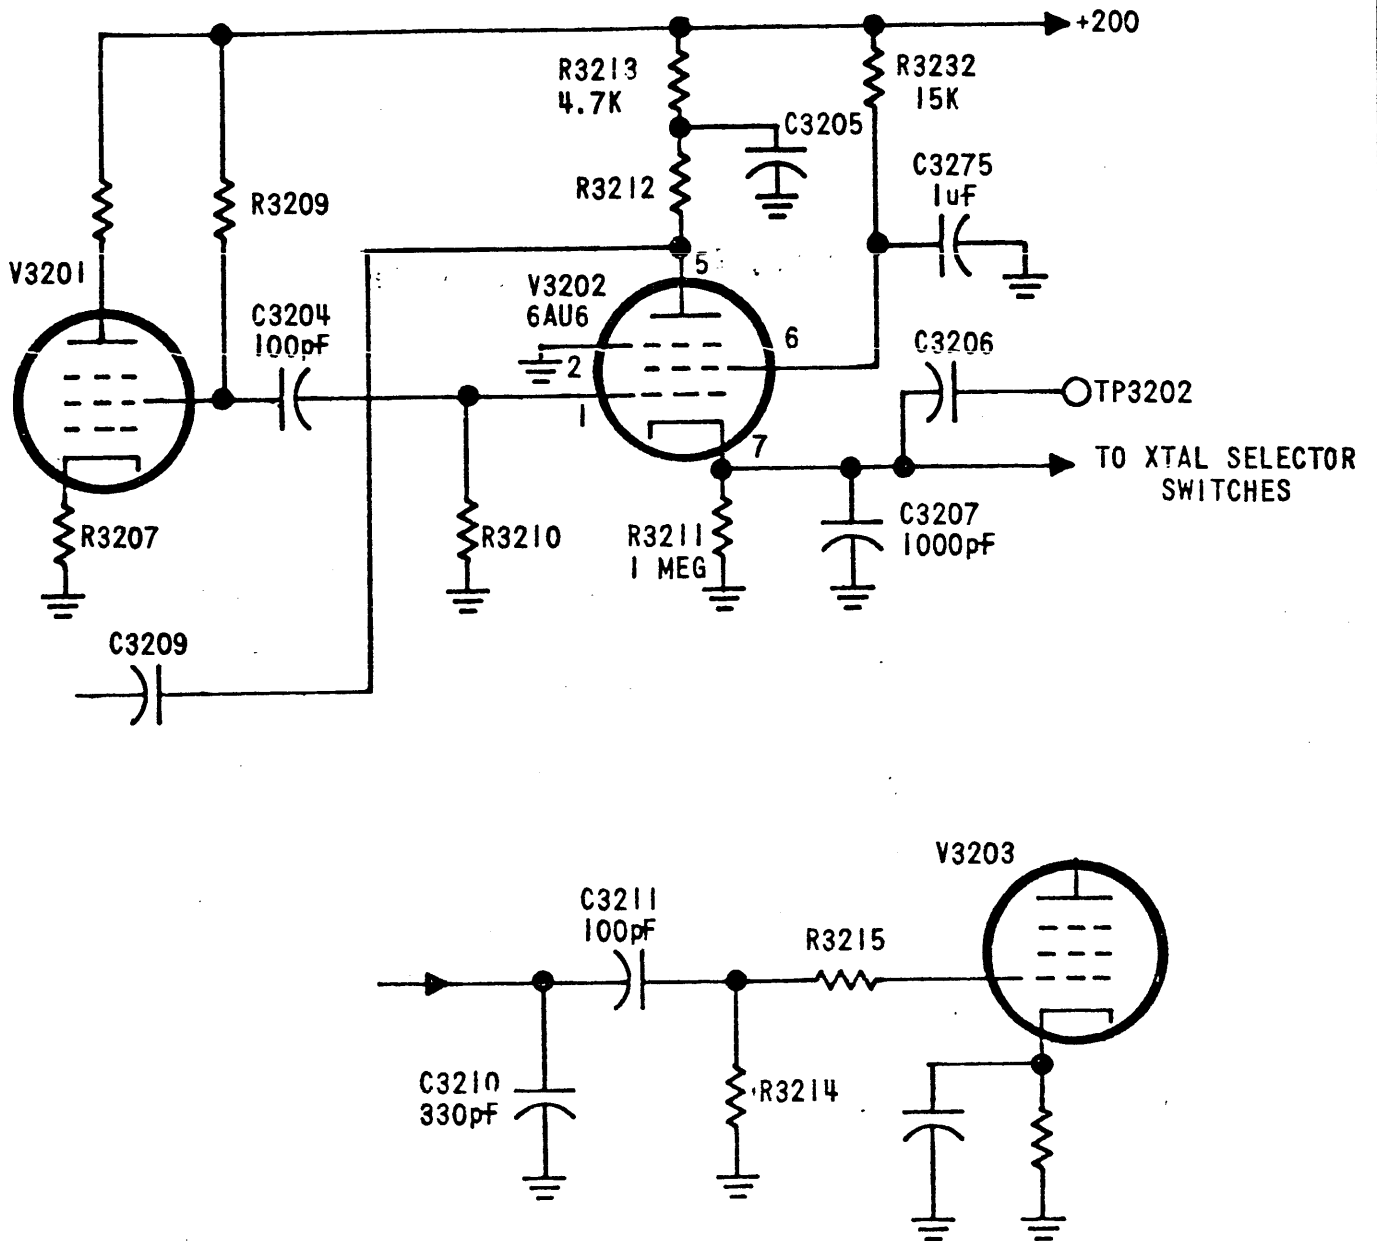 +200
R3213
4.7K
R3232
15K
C3205
C3275
1uF
R3212
R3209
V3201
5
V3202
6AU6
C3204
100pF
6
C3206
2
TP3202
1
7
TO XTAL SELECTOR
SWITCHES
R3207
R3210
R3211
1 MEG
C3207
1000pF
C3209
V3203
C3211
100pF
R3215
C3210
330pF
R3214